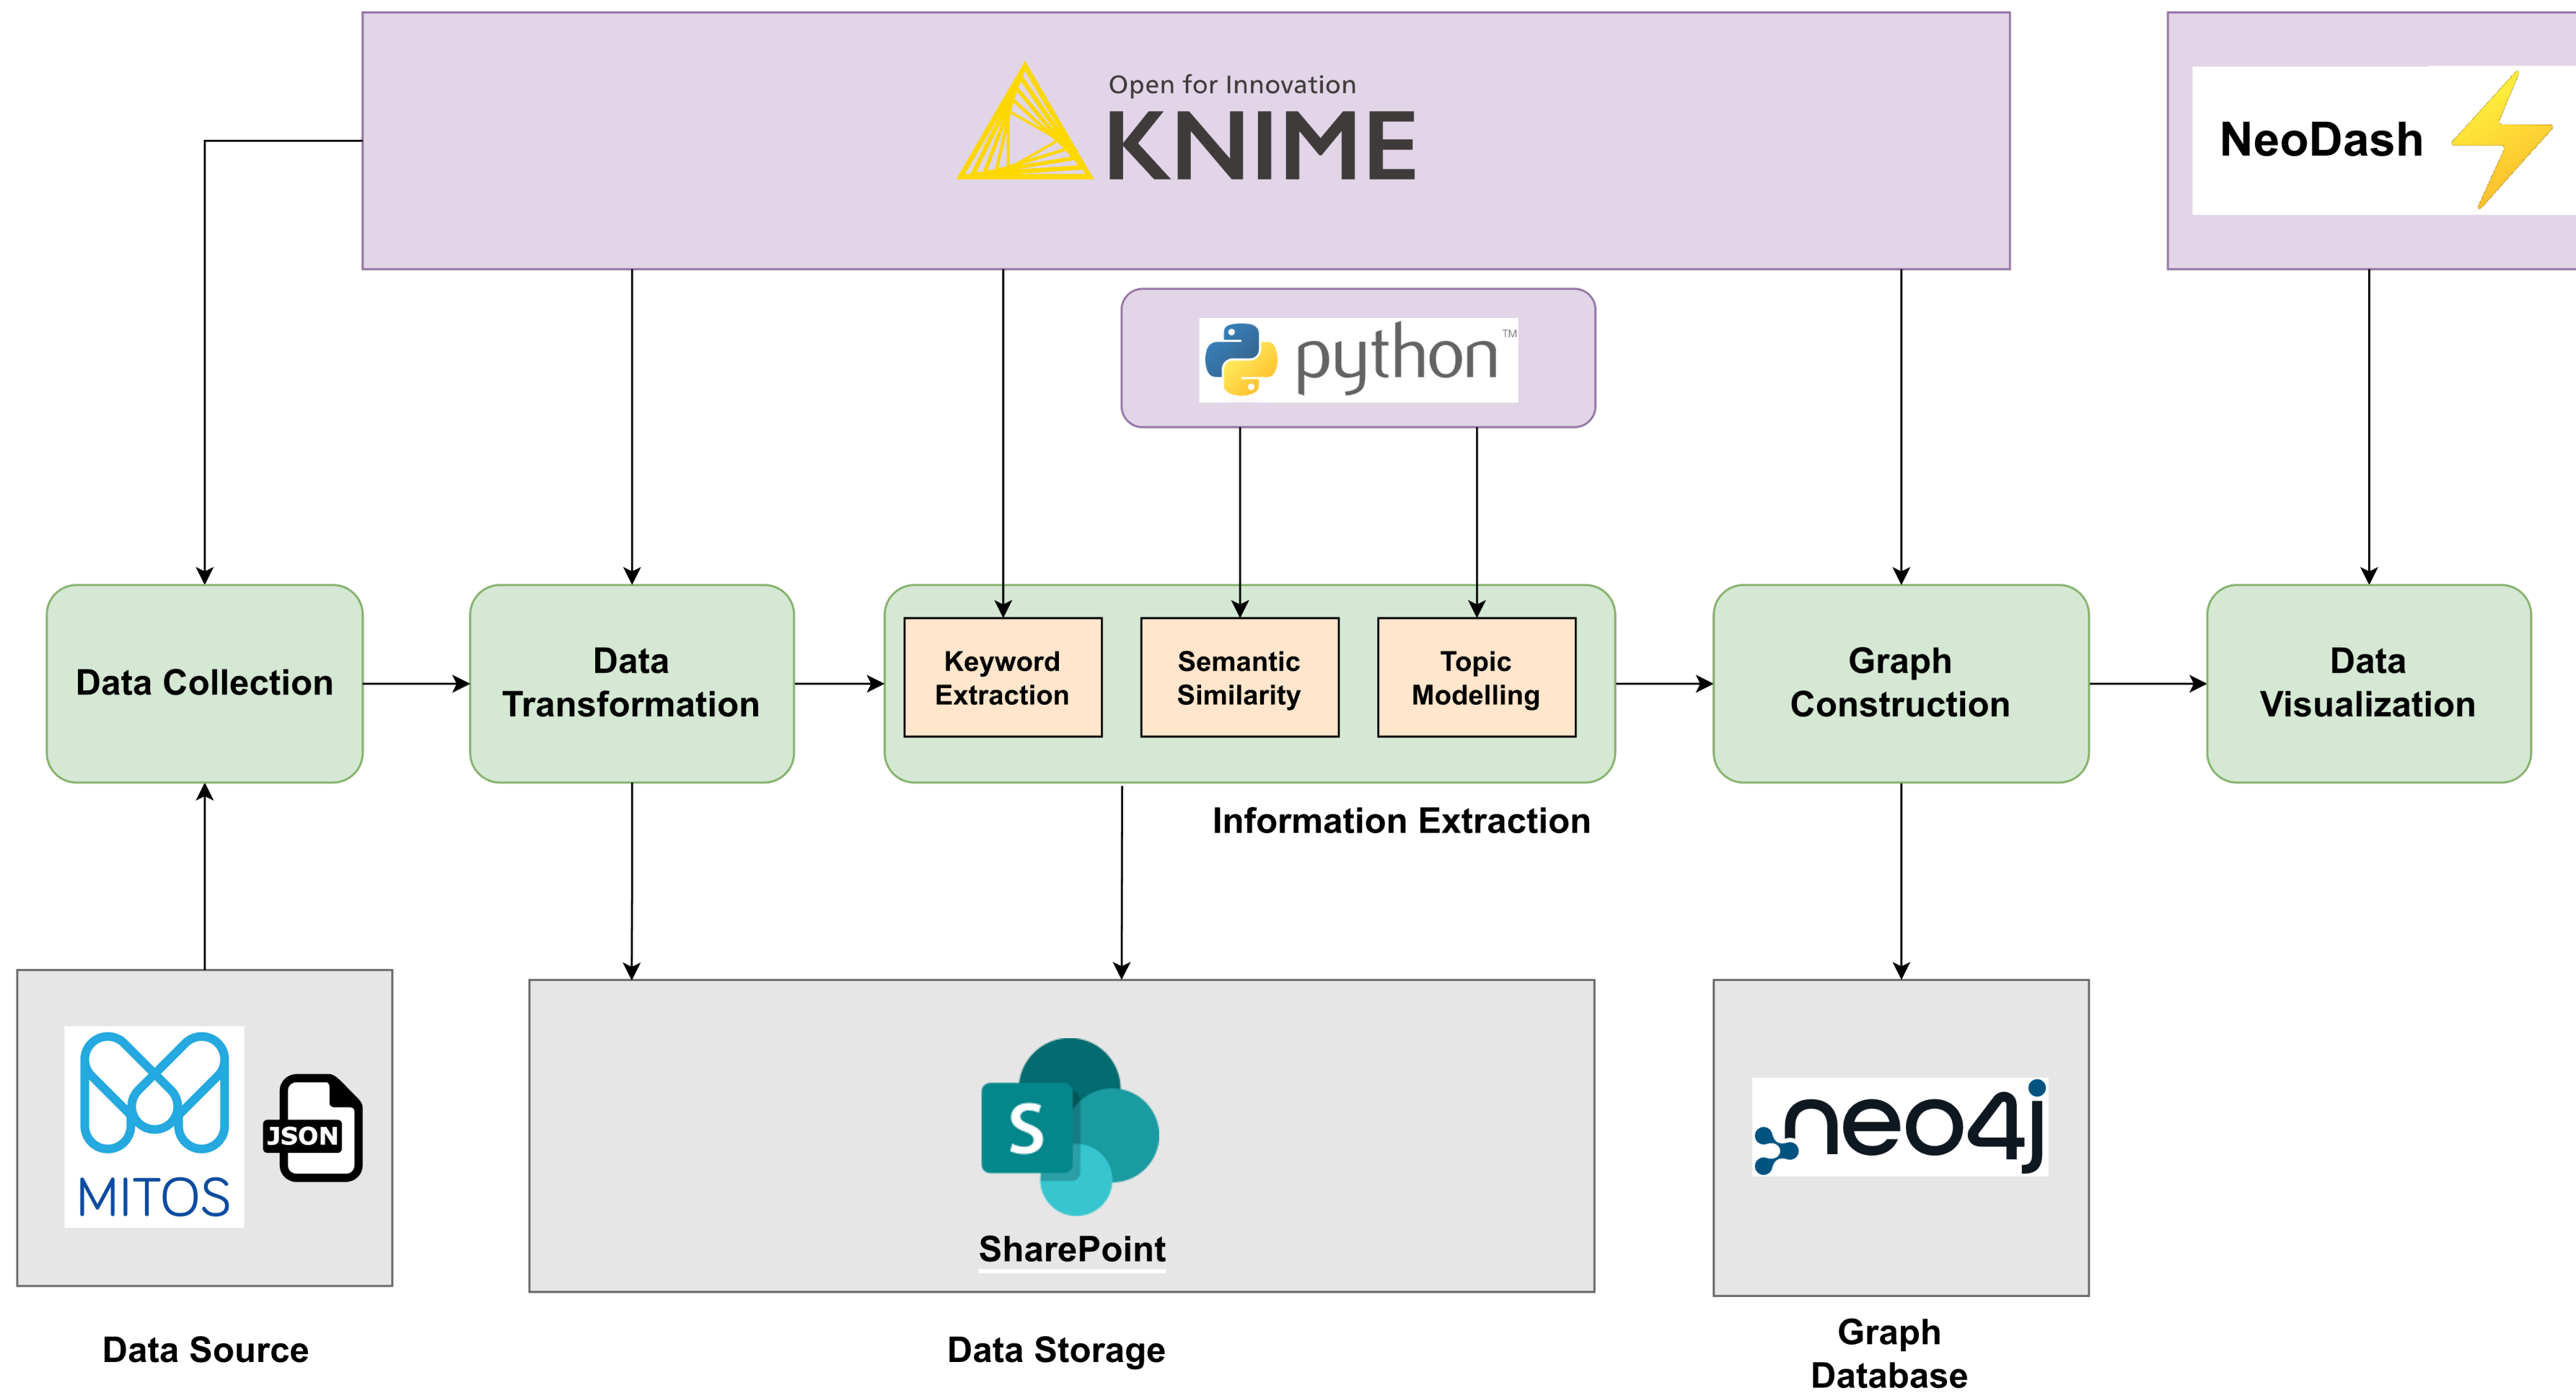 Open for Innovation
KNIME
NeoDash
python™
Data Collection
Data
Transformation
Keyword
Extraction
Semantic
Similarity
Topic
Modelling
Graph
Construction
Data
Visualization
Information Extraction
MITOS
JSON
S
SharePoint
neo4j
Data Source
Data Storage
Graph
Database